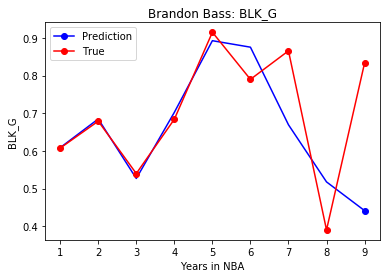 Brandon Bass: BLK_G
Prediction
True
BLK_G
0.9
0.8
0.7
0.6
0.5
0.4
1 2 3 4 5 6 7 8 9
Years in NBA